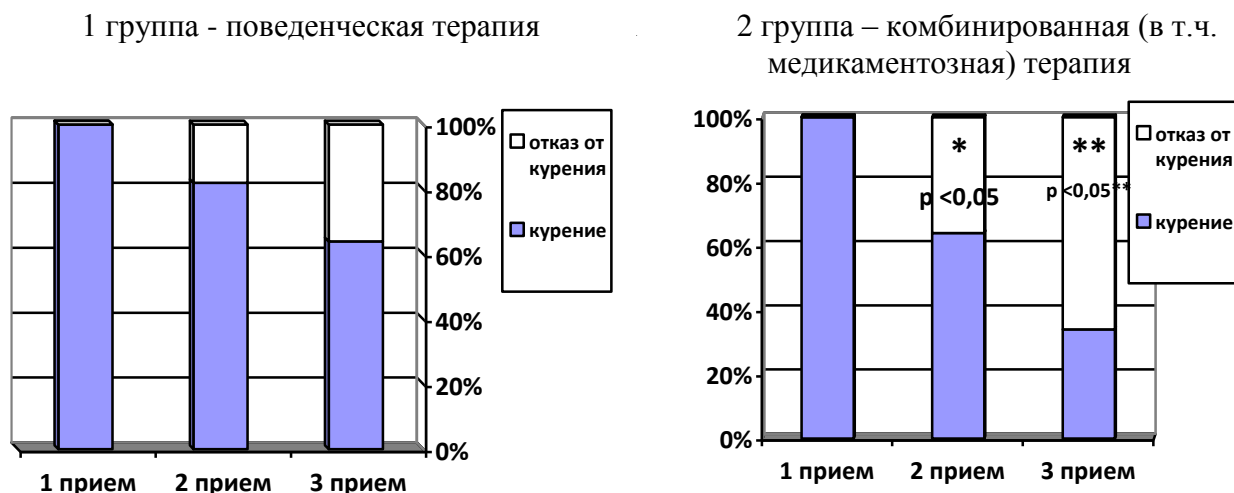 1 группа - поведенческая терапия
100%
80%
60%
40%
20%
0%
1 прием 2 прием 3 прием
отказ от
курения
курение
2 группа – комбинированная (в т.ч.
медикаментозная) терапия
100%
80%
60%
40%
20%
0%
* **
p <0,05 p <0,05**
1 прием 2 прием 3 прием
отказ от
курения
курение